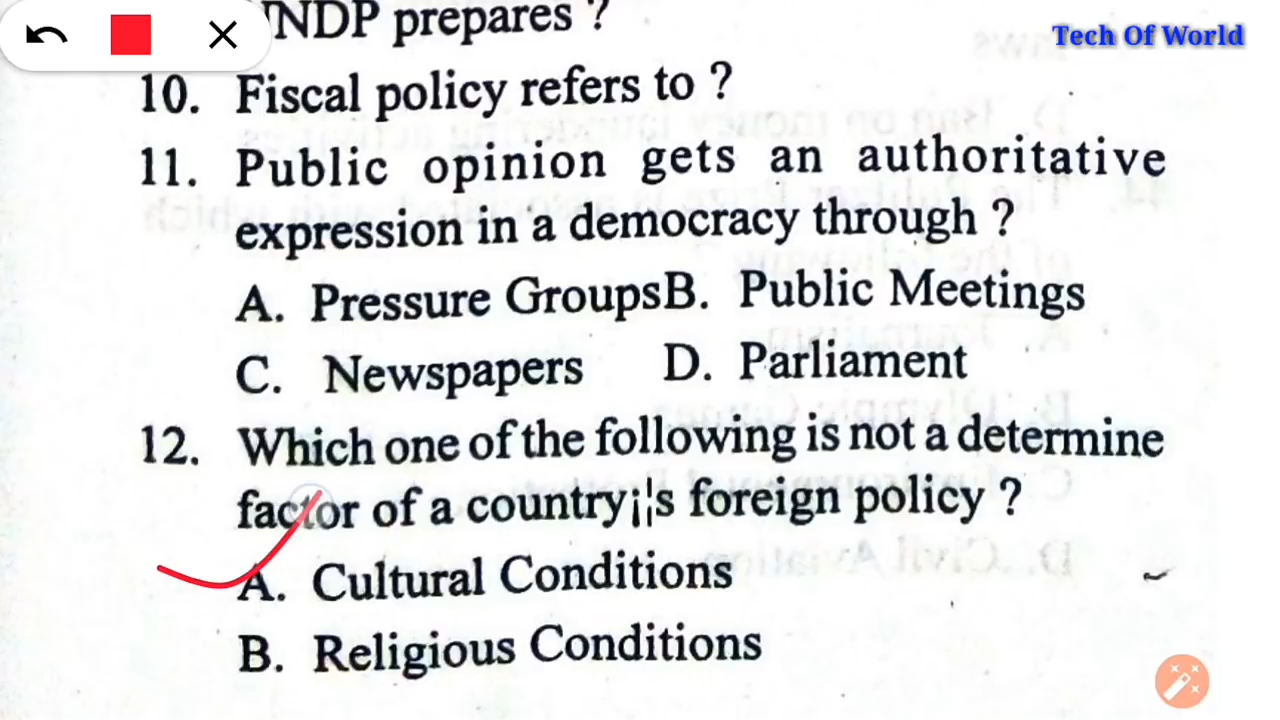 NDP prepares ?
Tech Of World
10. Fiscal policy refers to ?
11. Public opinion gets an authoritative
expression in a democracy through ?
A. Pressure GroupsB. Public Meetings
C. Newspapers D. Parliament
12. Which one of the following is not a determine
factor of a country¡¦s foreign policy ?
A. Cultural Conditions
B. Religious Conditions